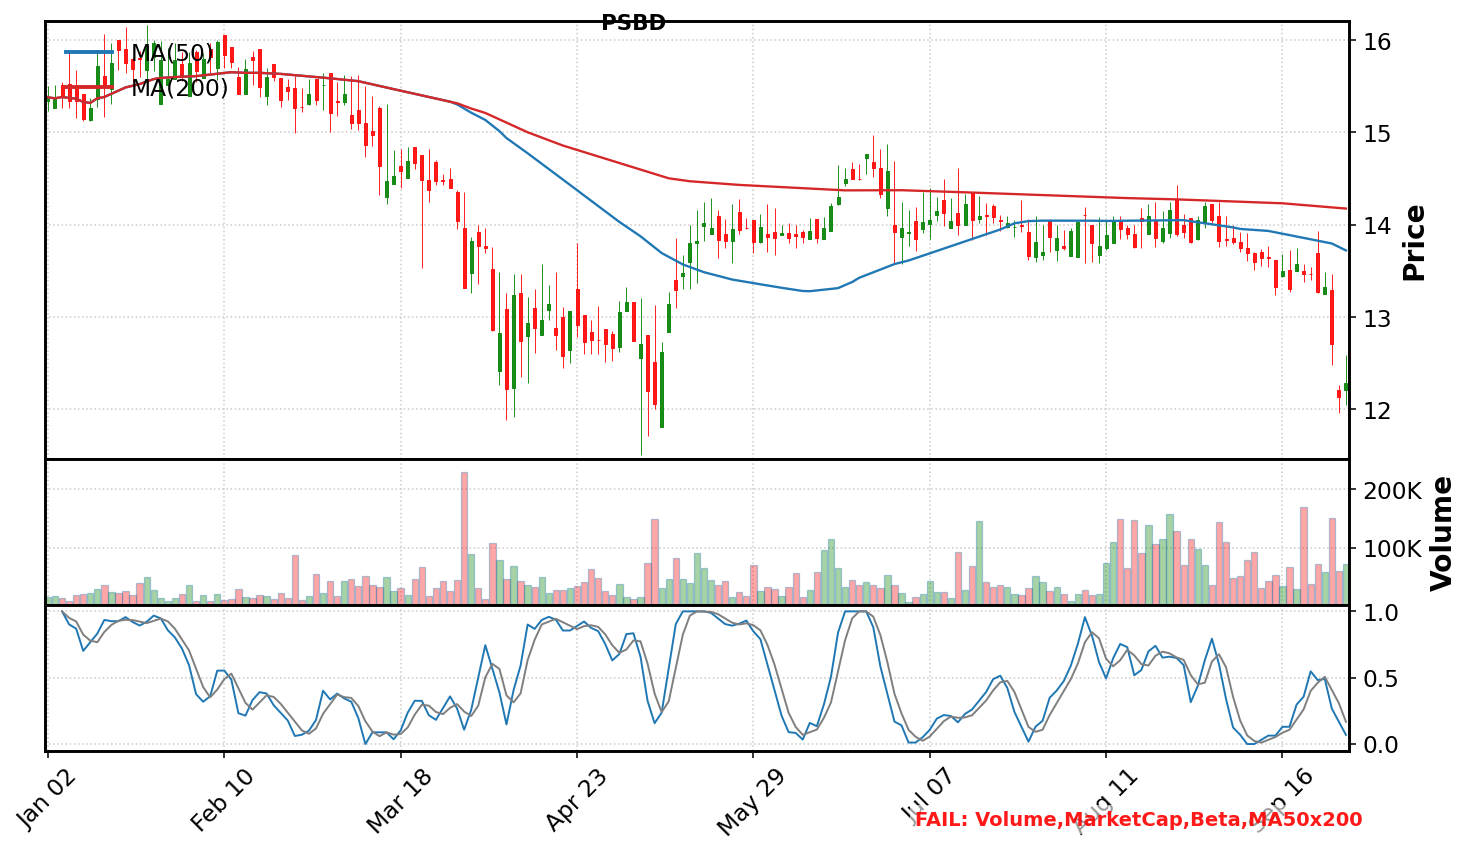 PSBD
MA(50)
MA(200)
16
15
14
13
12
Price
200K
100K
Volume
1.0
0.5
0.0
Jan 02
Feb 10
Mar 18
Apr 23
May 29
Jul 07
Aug 11
Sep 16
FAIL: Volume,MarketCap,Beta,MA50x200